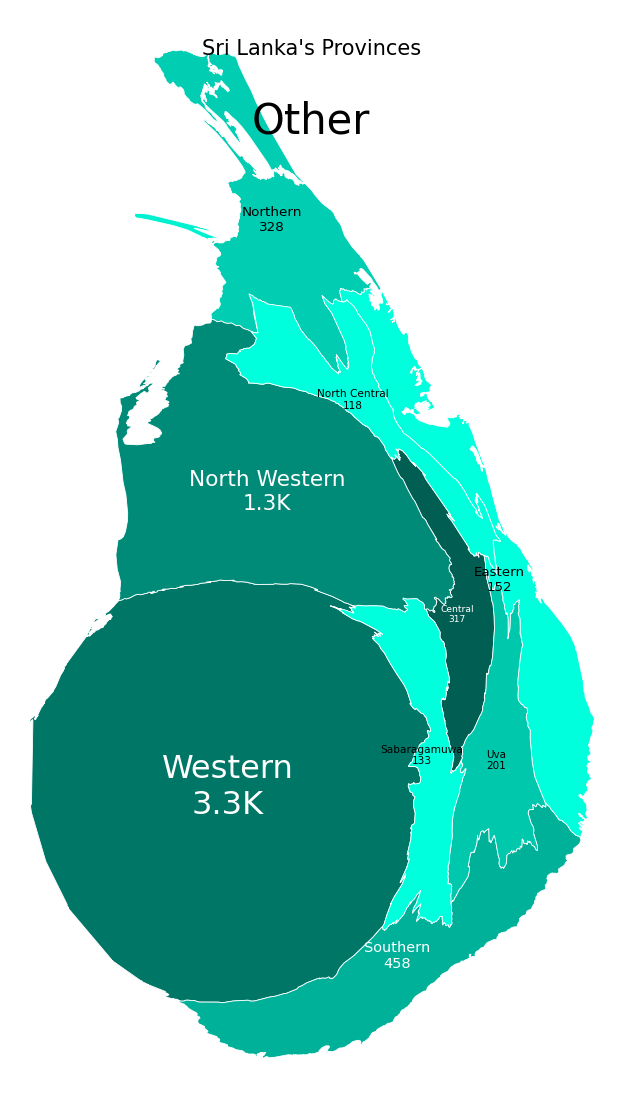 Sri Lanka's Provinces
Other
Northern
328
North Central
118
North Western
1.3K
Eastern
152
Central
317
Sabaragamuwa
133
Uva
201
Western
3.3K
Southern
458